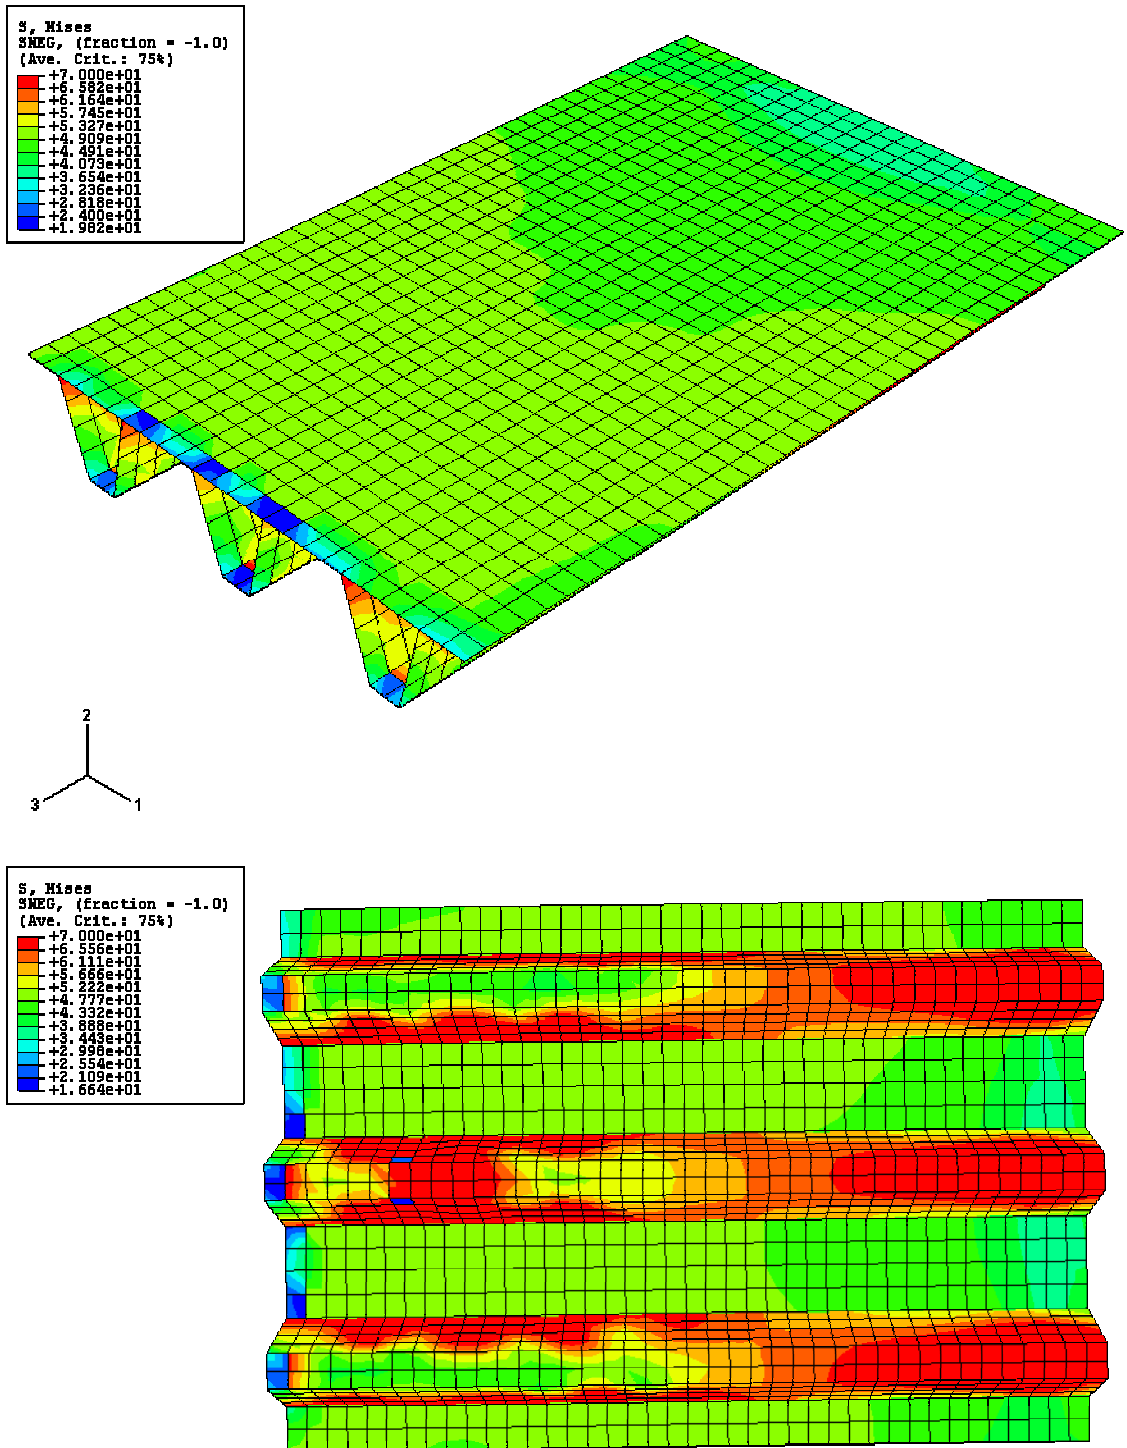 S, Mises
SNEG, (fraction = -1.0)
(Ave. Crit.: 75%)
+7.000e+01
+6.582e+01
+6.164e+01
+5.745e+01
+5.327e+01
+4.909e+01
+4.491e+01
+4.073e+01
+3.654e+01
+3.236e+01
+2.818e+01
+2.400e+01
+1.982e+01
2
3
1
S, Mises
SNEG, (fraction = -1.0)
(Ave. Crit.: 75%)
+7.000e+01
+6.556e+01
+6.111e+01
+5.666e+01
+5.222e+01
+4.777e+01
+4.332e+01
+3.888e+01
+3.443e+01
+2.998e+01
+2.554e+01
+2.109e+01
+1.664e+01